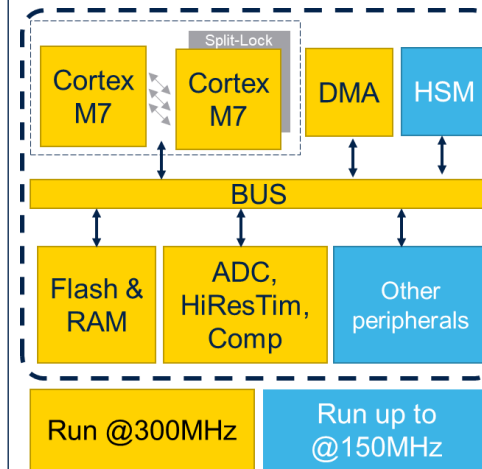 Split-Lock
Cortex
M7
Cortex
M7
DMA
HSM
BUS
Flash &
RAM
ADC,
HiResTim,
Comp
Other
peripherals
Run @300MHz
Run up to
@150MHz